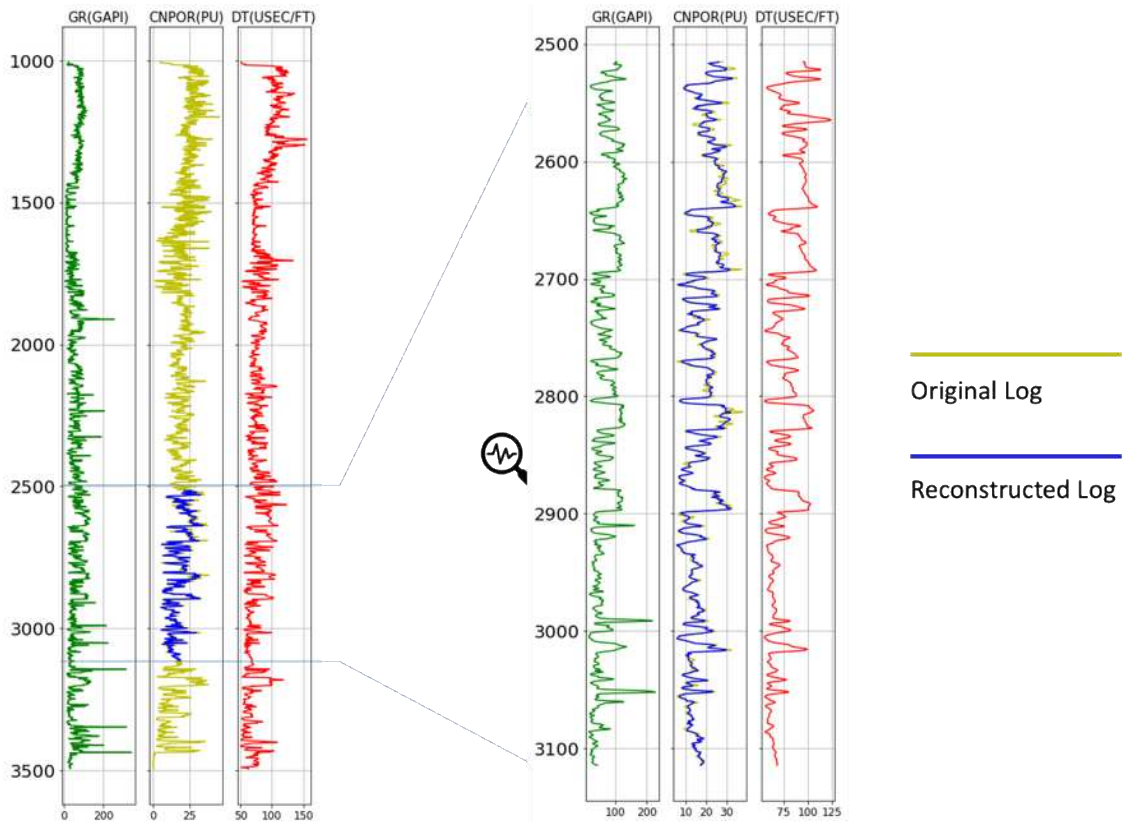 GR(GAPI) CNPOR(PU) DT(USEC/FT)
1000
1500
2000
2500
3000
3500
0 200 0 25 50 100 150
GR(GAPI) CNPOR(PU) DT(USEC/FT)
2500
2600
2700
2800
2900
3000
3100
100 200 10 20 30 75 100 125
Original Log
Reconstructed Log